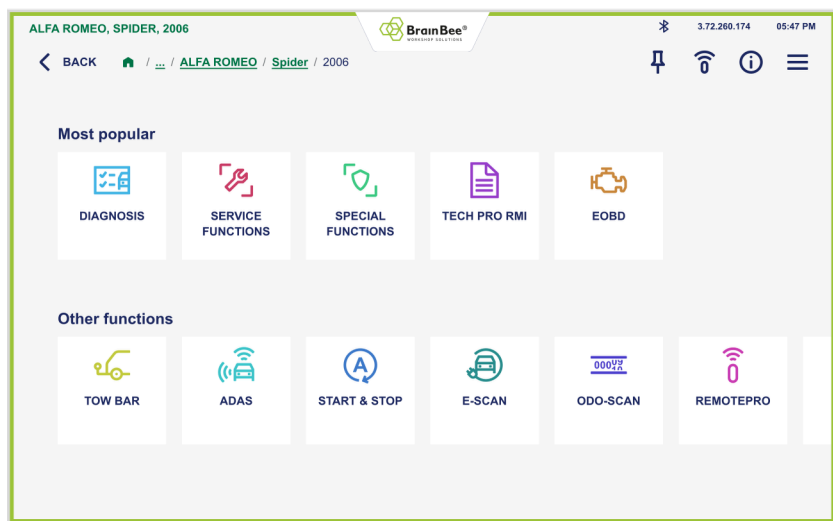 ALFA ROMEO, SPIDER, 2006
BrainBee®
WORKSHOP SOLUTIONS
3.72.260.174 05:47 PM
BACK / ... / ALFA ROMEO / Spider / 2006
Most popular
DIAGNOSIS
SERVICE
FUNCTIONS
SPECIAL
FUNCTIONS
TECH PRO RMI
EOBD
Other functions
A
TOW BAR
ADAS
START & STOP
E-SCAN
ODO-SCAN
REMOTEPRO